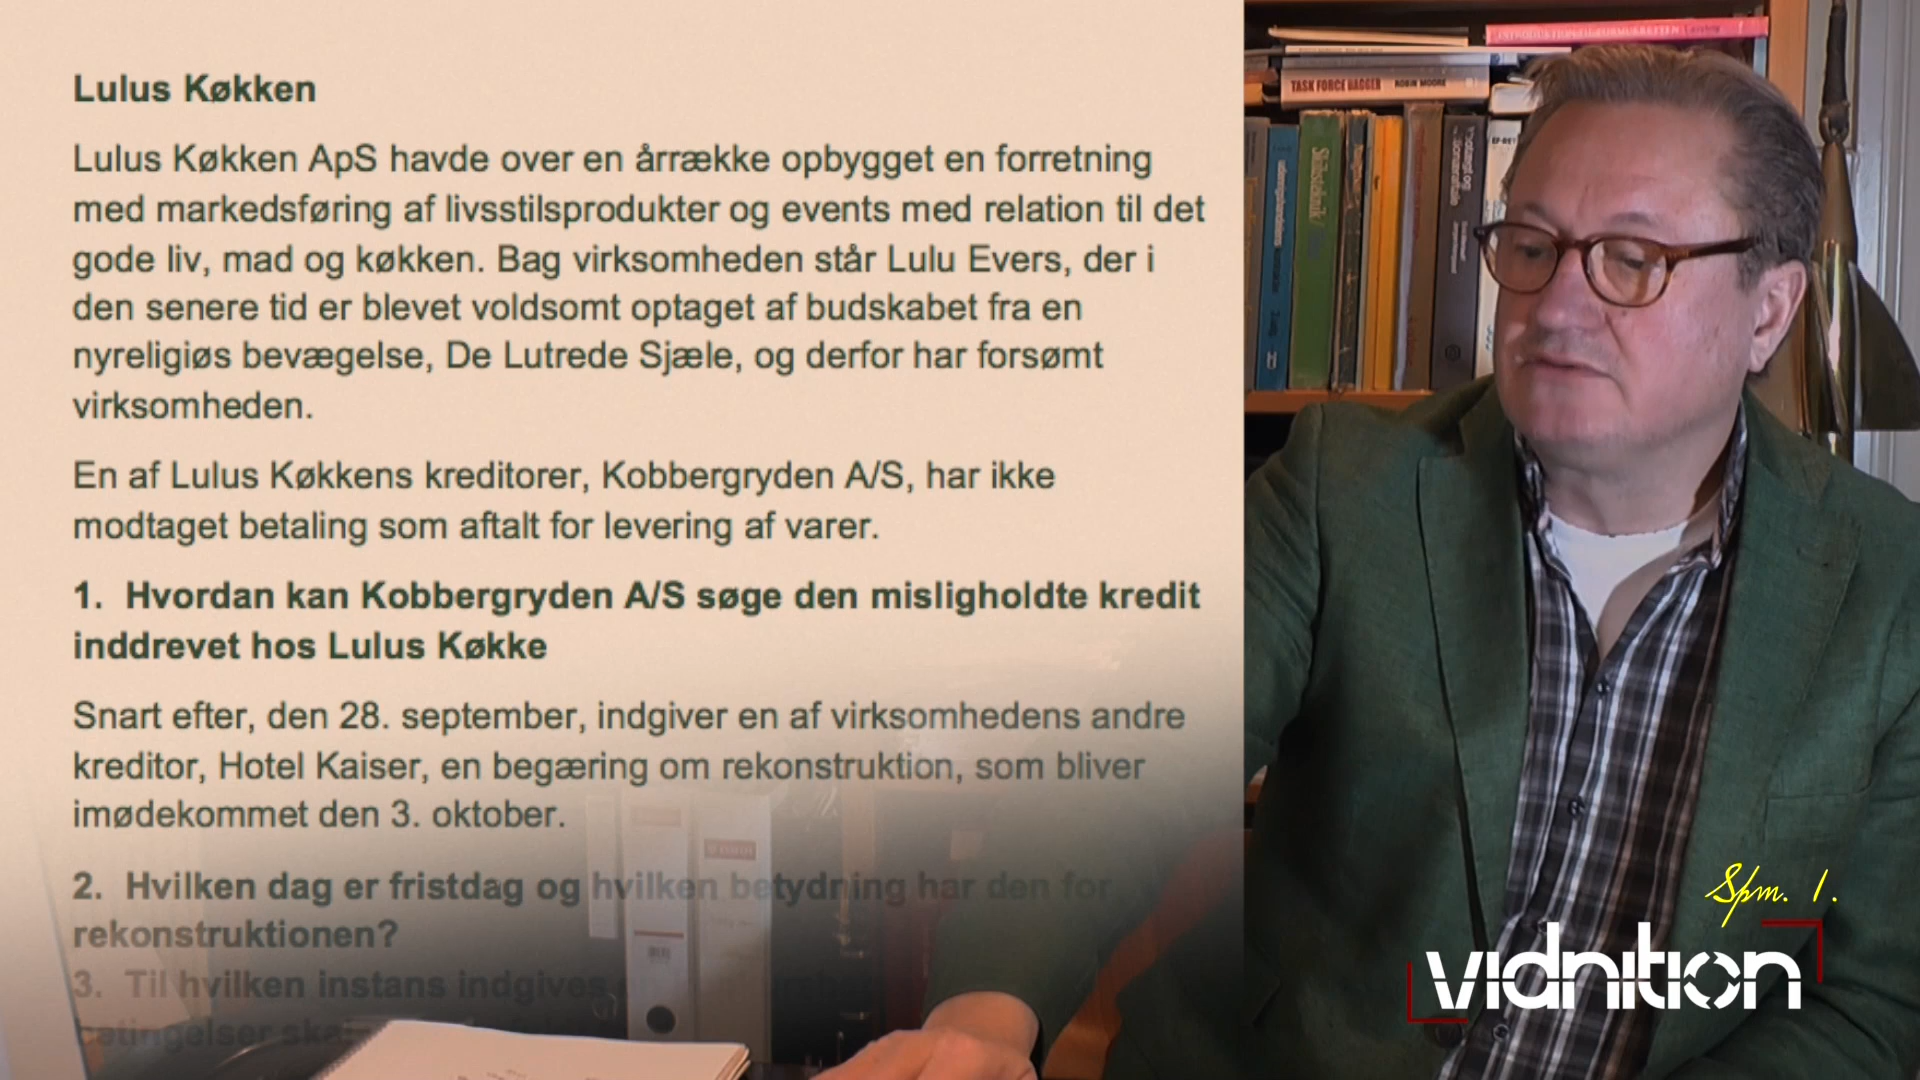 Lulus Køkken
Lulus Køkken ApS havde over en årrække opbygget en forretning
med markedsføring af livsstilsprodukter og events med relation til det
gode liv, mad og køkken. Bag virksomheden står Lulu Evers, der i
den senere tid er blevet voldsomt optaget af budskabet fra en
nyreligiøs bevægelse, De Lutrede Sjæle, og derfor har forsømt
virksomheden.
En af Lulus Køkkens kreditorer, Kobbergryden A/S, har ikke
modtaget betaling som aftalt for levering af varer.
1. Hvordan kan Kobbergryden A/S søge den misligholdte kredit
inddrevet hos Lulus Køkke
Snart efter, den 28. september, indgiver en af virksomhedens andre
kreditor, Hotel Kaiser, en begæring om rekonstruktion, som bliver
imødekommet den 3. oktober.
2. Hvilken dag er fristdag og hvilken betydning har den for
rekonstruktionen?
3. Til hvilken instans indgives
TASK FORCE DAGGER ROBIN MOORE
Spm. 1.
vidnition